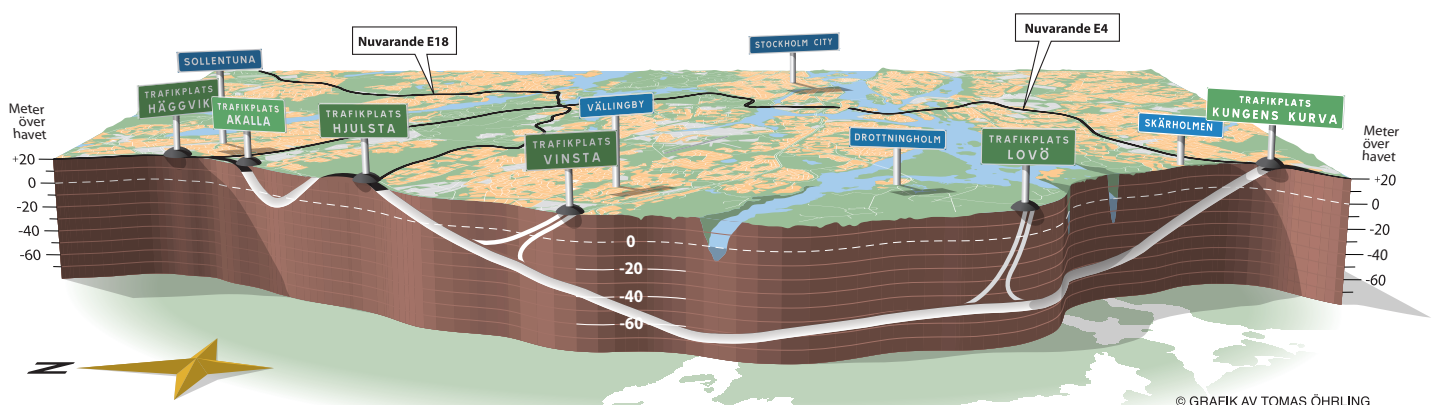 Nuvarande E18
STOCKHOLM CITY
Nuvarande E4
SOLLENTUNA
TRAFIKPLATS
HÄGGVIK
TRAFIKPLATS
AKALLA
TRAFIKPLATS
HJULSTA
VÄLLINGBY
TRAFIKPLATS
VINSTA
DROTTNINGHOLM
TRAFIKPLATS
LOVÖ
SKÄRHOLMEN
TRAFIKPLATS
KUNGENS KURVA
Meter
över
havet
+20
0
-20
-40
-60
0
-20
-40
-60
Meter
över
havet
+20
0
-20
-40
-60
N
© GRAFIK AV TOMAS ÖHRLING